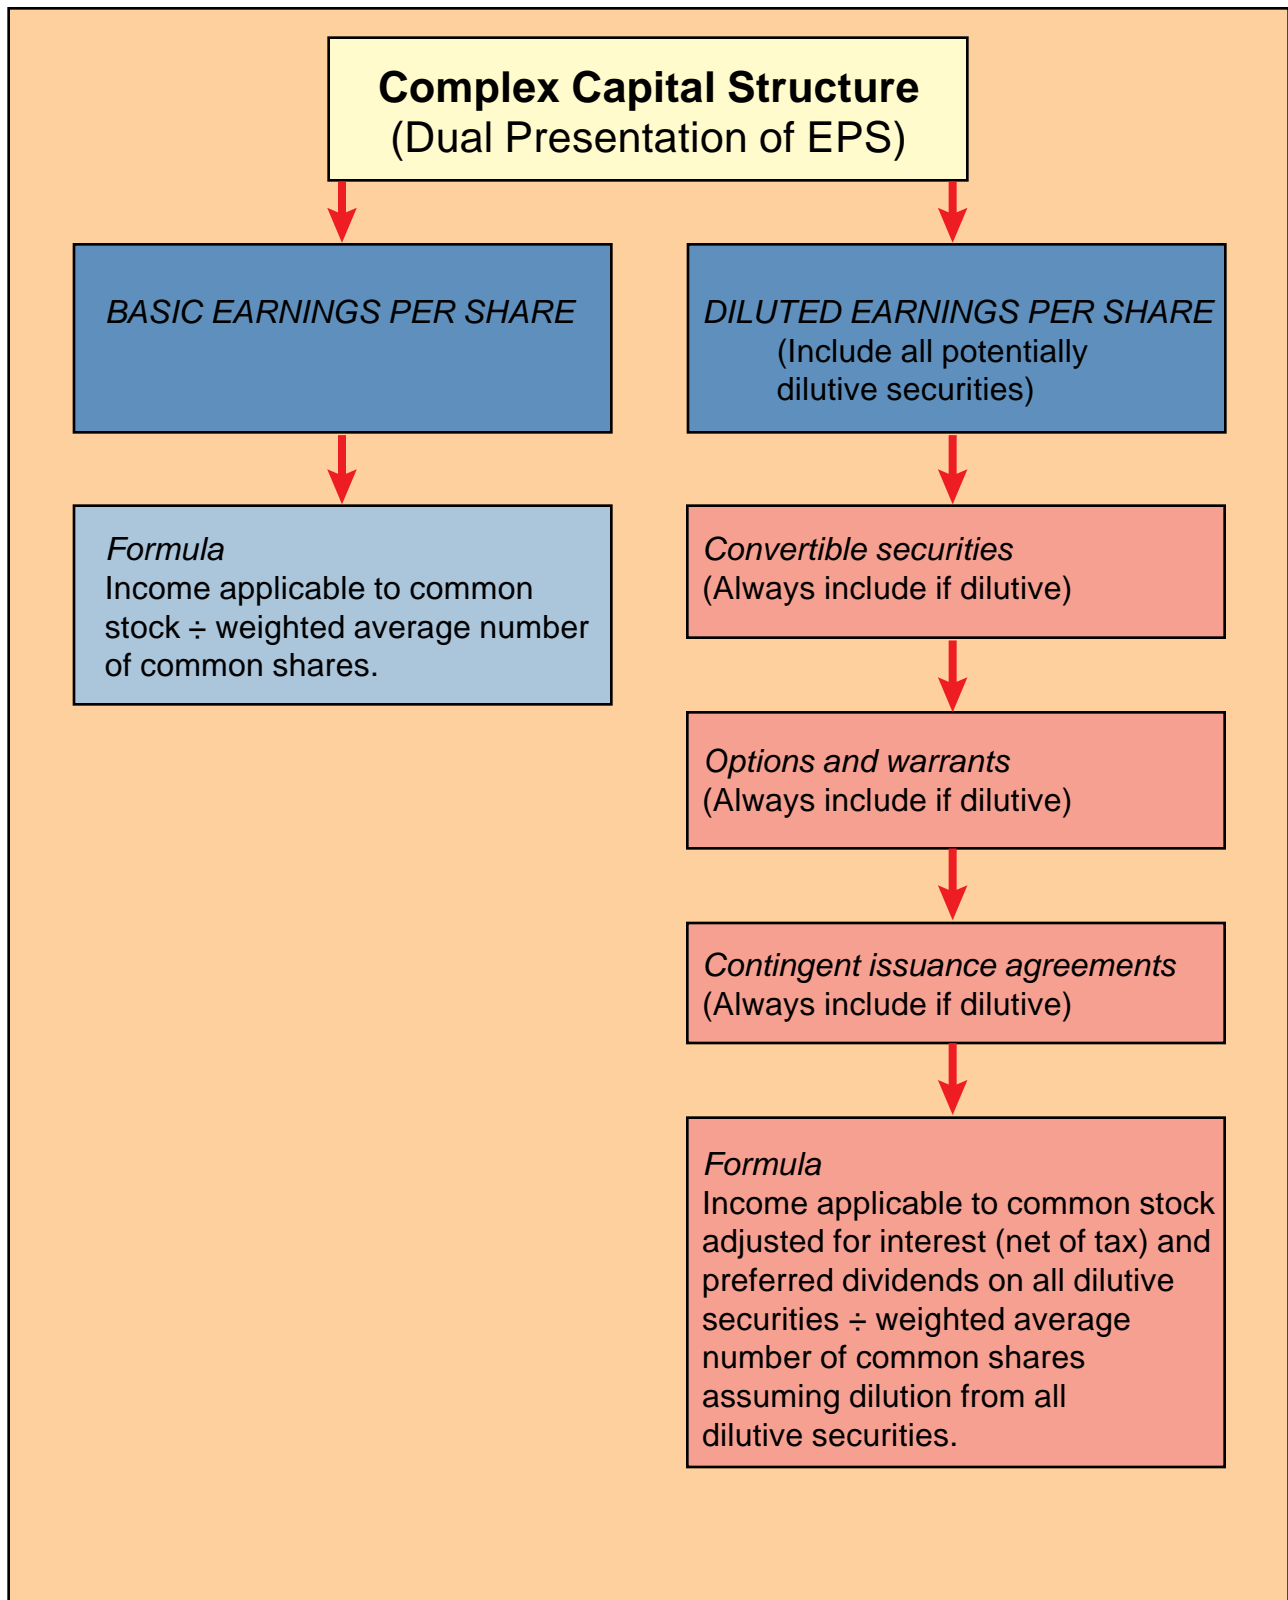 Complex Capital Structure
(Dual Presentation of EPS)
BASIC EARNINGS PER SHARE
Formula
Income applicable to common
stock ÷ weighted average number
of common shares.
DILUTED EARNINGS PER SHARE
(Include all potentially
dilutive securities)
Convertible securities
(Always include if dilutive)
Options and warrants
(Always include if dilutive)
Contingent issuance agreements
(Always include if dilutive)
Formula
Income applicable to common stock
adjusted for interest (net of tax) and
preferred dividends on all dilutive
securities ÷ weighted average
number of common shares
assuming dilution from all
dilutive securities.